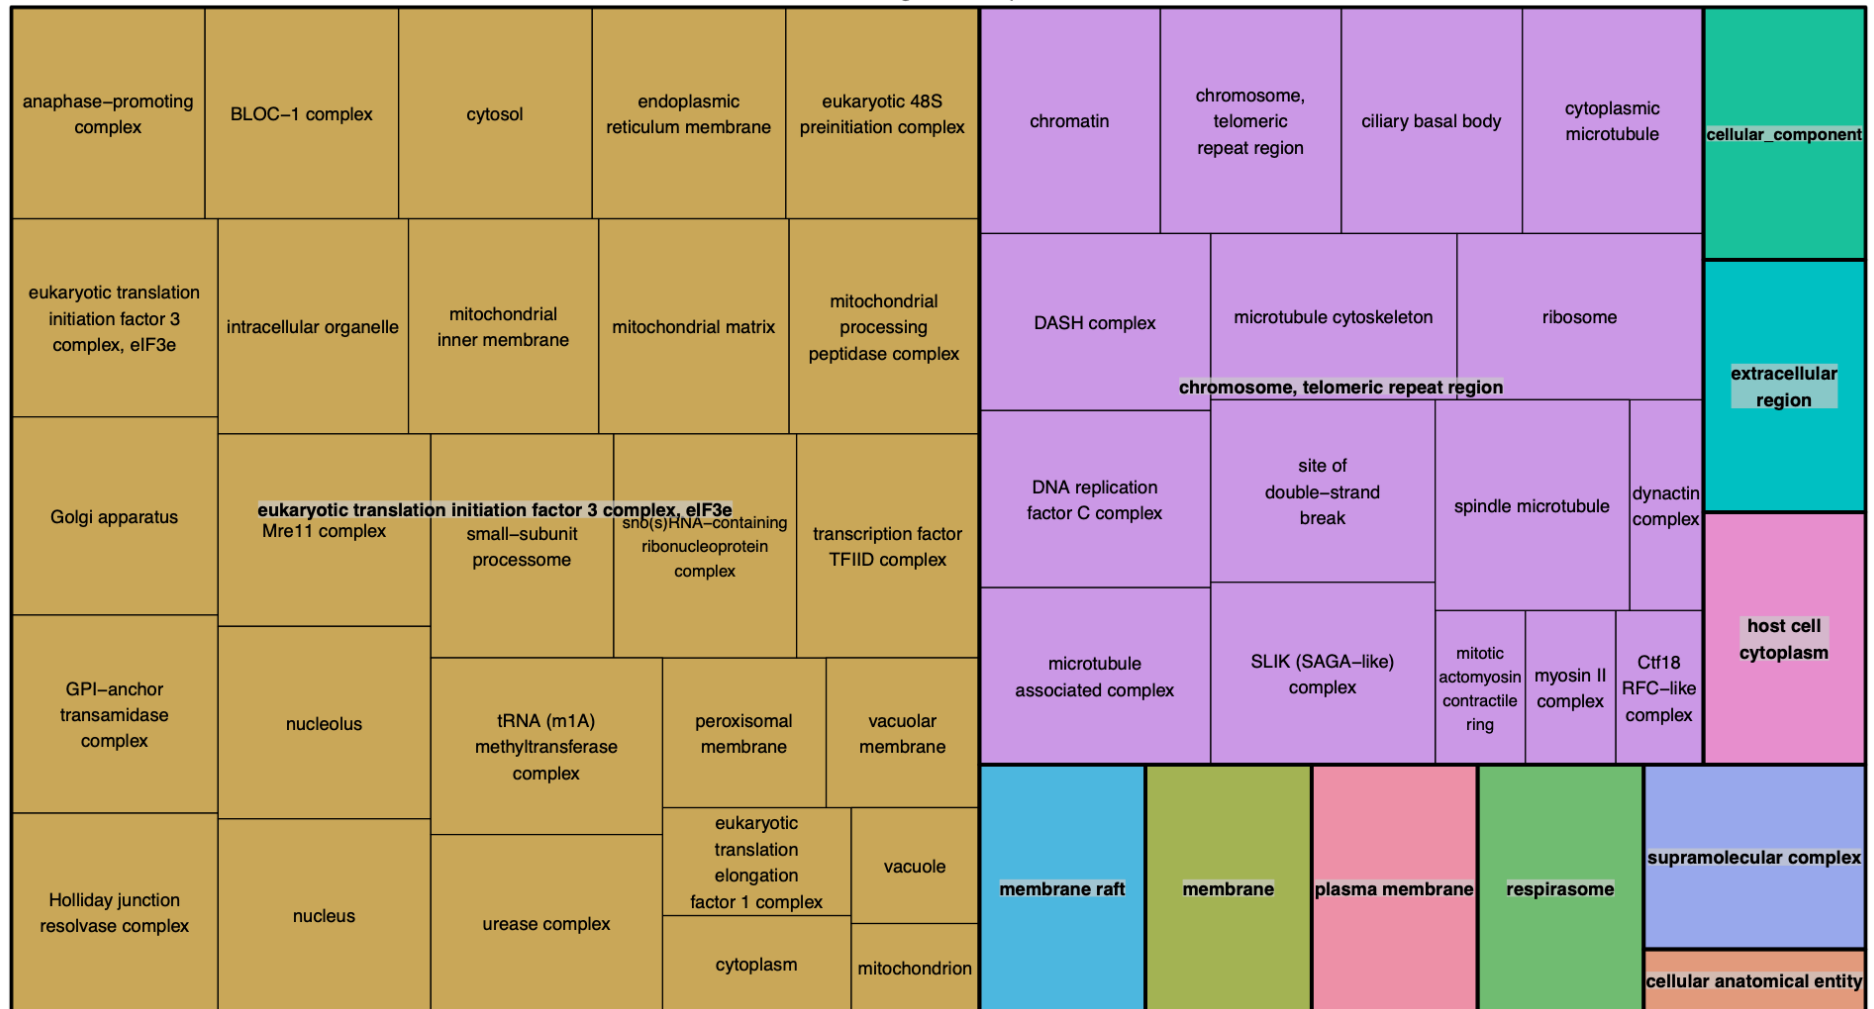 anaphase−promoting
complex
BLOC−1 complex
cytosol
endoplasmic
reticulum membrane
eukaryotic 48S
preinitiation complex
eukaryotic translation
initiation factor 3
complex, eIF3e
intracellular organelle
mitochondrial
inner membrane
mitochondrial matrix
mitochondrial
processing
peptidase complex
Golgi apparatus
eukaryotic translation initiation factor 3 complex, eIF3e
Mre11 complex
small−subunit
processome
sno(s)RNA−containing
ribonucleoprotein
complex
transcription factor
TFIID complex
GPI−anchor
transamidase
complex
nucleolus
tRNA (m1A)
methyltransferase
complex
peroxisomal
membrane
vacuolar
membrane
Holliday junction
resolvase complex
nucleus
urease complex
eukaryotic
translation
elongation
factor 1 complex
vacuole
cytoplasm
mitochondrion
chromatin
chromosome,
telomeric
repeat region
ciliary basal body
cytoplasmic
microtubule
DASH complex
microtubule cytoskeleton
ribosome
chromosome, telomeric repeat region
DNA replication
factor C complex
site of
double−strand
break
spindle microtubule
dynactin
complex
microtubule
associated complex
SLIK (SAGA−like)
complex
mitotic
actomyosin
contractile
ring
myosin II
complex
Ctf18
RFC−like
complex
cellular_component
extracellular
region
host cell
cytoplasm
membrane raft
membrane
plasma membrane
respirasome
supramolecular complex
cellular anatomical entity